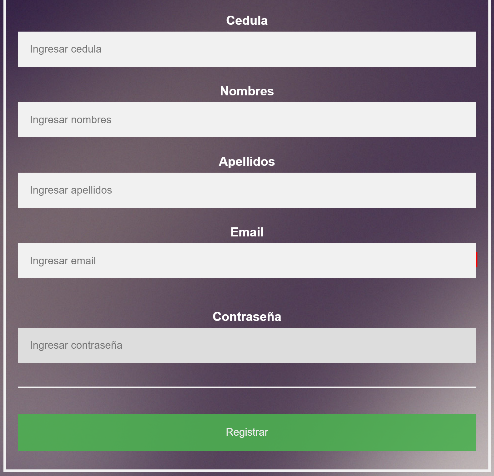 Cedula
Ingresar cedula
Nombres
Ingresar nombres
Apellidos
Ingresar apellidos
Email
Ingresar email
Contraseña
Ingresar contraseña
Registrar